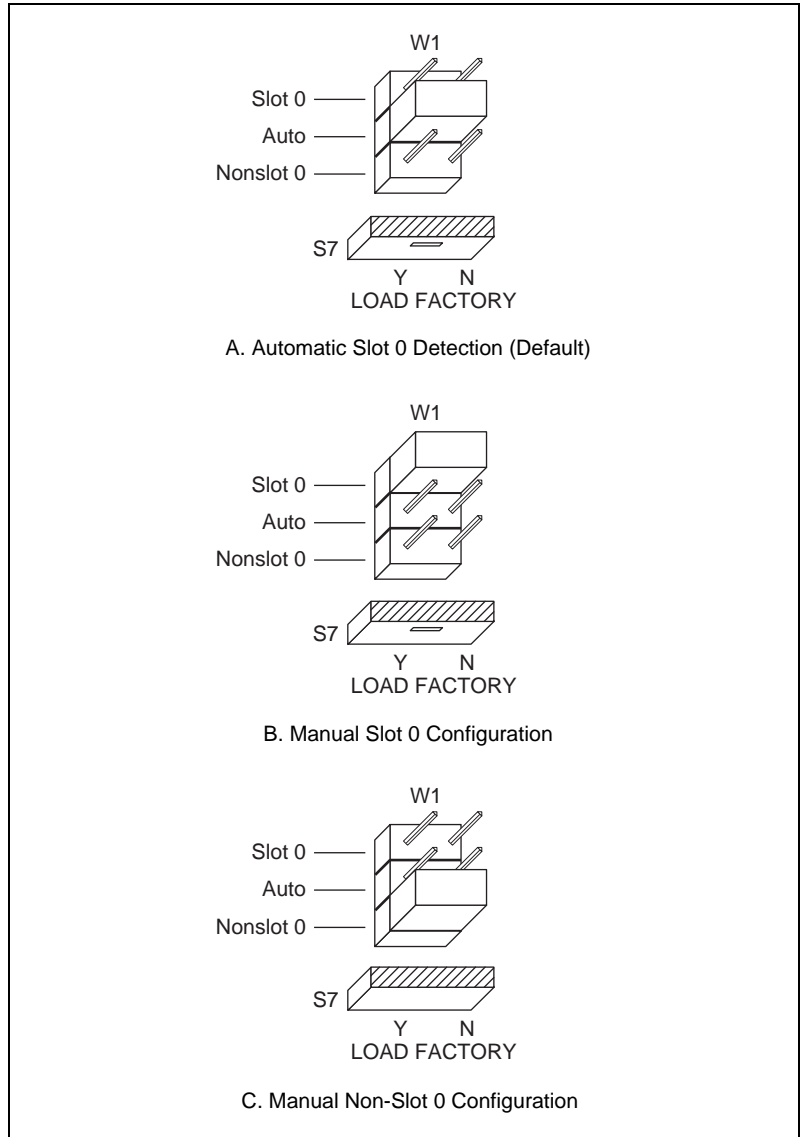 W1
Slot 0
Auto
Nonslot 0
S7
Y N
LOAD FACTORY
A. Automatic Slot 0 Detection (Default)
W1
Slot 0
Auto
Nonslot 0
S7
Y N
LOAD FACTORY
B. Manual Slot 0 Configuration
W1
Slot 0
Auto
Nonslot 0
S7
Y N
LOAD FACTORY
C. Manual Non-Slot 0 Configuration